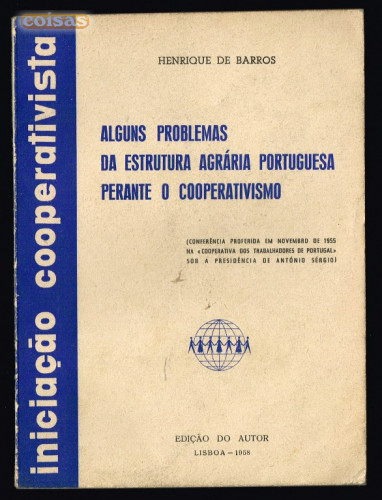 coisas
iniciação cooperativista
HENRIQUE DE BARROS
ALGUNS PROBLEMAS
DA ESTRUTURA AGRÁRIA PORTUGUESA
PERANTE O COOPERATIVISMO
(CONFERÊNCIA PROFERIDA EM NOVEMBRO DE 1955
NA «COOPERATIVA DOS TRABALHADORES DE PORTUGAL»
SOB A PRESIDÊNCIA DE ANTÓNIO SÉRGIO)
EDIÇÃO DO AUTOR
LISBOA — 1958